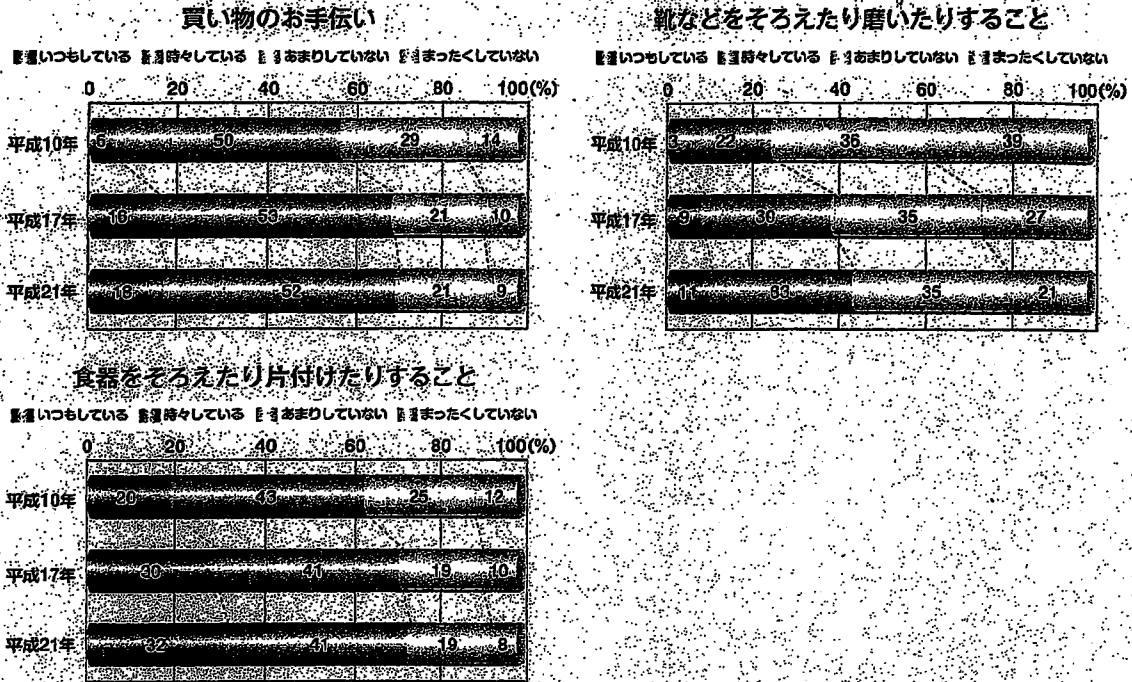 買い物のお手伝い
いつもしている 時々している あまりしていない まったくしていない
0 20 40 60 80 100(%)
平成10年 6 50 29 14
平成17年 16 53 21 10
平成21年 18 52 21 9
靴などをそろえたり磨いたりすること
いつもしている 時々している あまりしていない まったくしていない
0 20 40 60 80 100(%)
平成10年 3 22 36 39
平成17年 9 30 35 27
平成21年 11 33 35 21
食器をそろえたり片付けたりすること
いつもしている 時々している あまりしていない まったくしていない
0 20 40 60 80 100(%)
平成10年 20 43 25 12
平成17年 30 41 19 10
平成21年 32 41 19 8